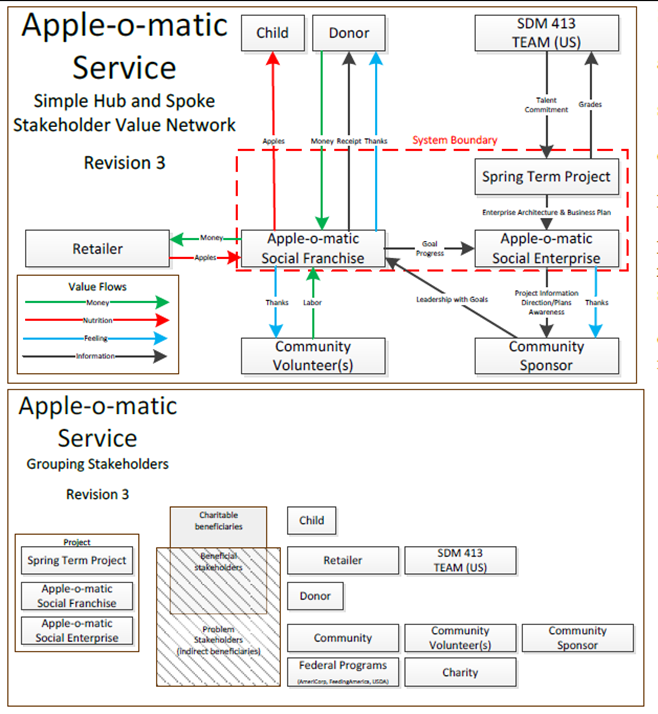 Apple-o-matic
Service
Simple Hub and Spoke
Stakeholder Value Network
Revision 3
Child
Donor
SDM 413
TEAM (US)
Talent
Commitment
Grades
Apples
Money
Receipt
Thanks
System Boundary
Spring Term Project
Enterprise Architecture & Business Plan
Retailer
Money
Apples
Apple-o-matic
Social Franchise
Goal
Progress
Apple-o-matic
Social Enterprise
Value Flows
Money
Nutrition
Feeling
Information
Thanks
Labor
Leadership with Goals
Project Information
Direction/Plans
Awareness
Thanks
Community
Volunteer(s)
Community
Sponsor
Apple-o-matic
Service
Grouping Stakeholders
Revision 3
Project
Spring Term Project
Apple-o-matic
Social Franchise
Apple-o-matic
Social Enterprise
Charitable
beneficiaries
Child
Beneficial
stakeholders
Retailer
SDM 413
TEAM (US)
Donor
Problem
Stakeholders
(indirect beneficiaries)
Community
Community
Volunteer(s)
Community
Sponsor
Federal Programs
(AmeriCorp, FeedingAmerica, USDA)
Charity